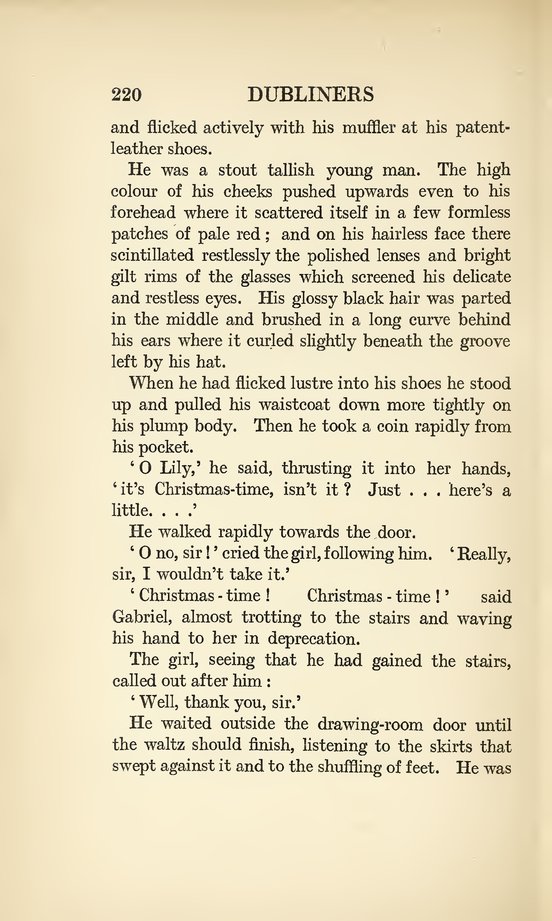 220 DUBLINERS
and flicked actively with his muffler at his patent-
leather shoes.
He was a stout tallish young man. The high
colour of his cheeks pushed upwards even to his
forehead where it scattered itself in a few formless
patches of pale red ; and on his hairless face there
scintillated restlessly the polished lenses and bright
gilt rims of the glasses which screened his delicate
and restless eyes. His glossy black hair was parted
in the middle and brushed in a long curve behind
his ears where it curled slightly beneath the groove
left by his hat.
When he had flicked lustre into his shoes he stood
up and pulled his waistcoat down more tightly on
his plump body. Then he took a coin rapidly from
his pocket.
‘ O Lily,’ he said, thrusting it into her hands,
‘ it’s Christmas-time, isn’t it ? Just . . . here’s a
little. . . .’
He walked rapidly towards the door.
‘ O no, sir ! ’ cried the girl, following him. ‘ Really,
sir, I wouldn’t take it.’
‘ Christmas - time ! Christmas - time ! ’ said
Gabriel, almost trotting to the stairs and waving
his hand to her in deprecation.
The girl, seeing that he had gained the stairs,
called out after him :
‘ Well, thank you, sir.’
He waited outside the drawing-room door until
the waltz should finish, listening to the skirts that
swept against it and to the shuffling of feet. He was